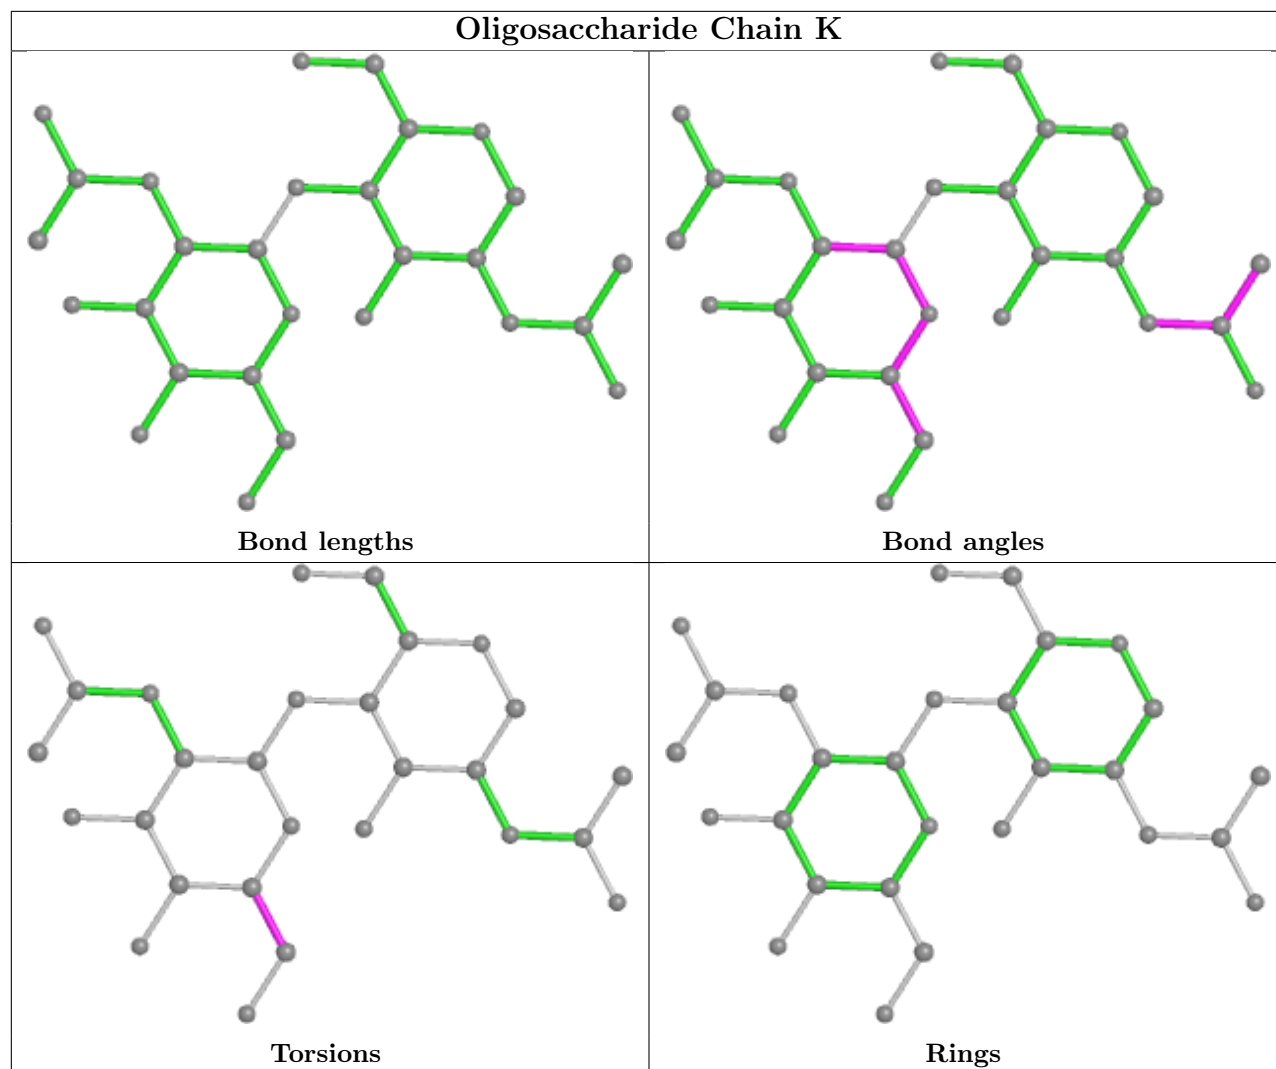 Oligosaccharide Chain K
Bond lengths
Bond angles
Torsions
Rings